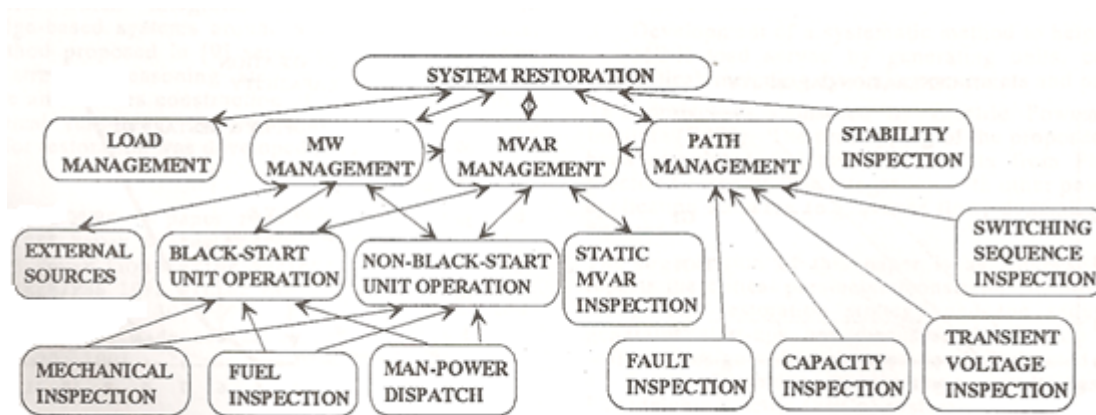 SYSTEM RESTORATION
LOAD
MANAGEMENT
MW
MANAGEMENT
MVAR
MANAGEMENT
PATH
MANAGEMENT
STABILITY
INSPECTION
EXTERNAL
SOURCES
BLACK-START
UNIT OPERATION
NON-BLACK-START
UNIT OPERATION
STATIC
MVAR
INSPECTION
SWITCHING
SEQUENCE
INSPECTION
MECHANICAL
INSPECTION
FUEL
INSPECTION
MAN-POWER
DISPATCH
FAULT
INSPECTION
CAPACITY
INSPECTION
TRANSIENT
VOLTAGE
INSPECTION